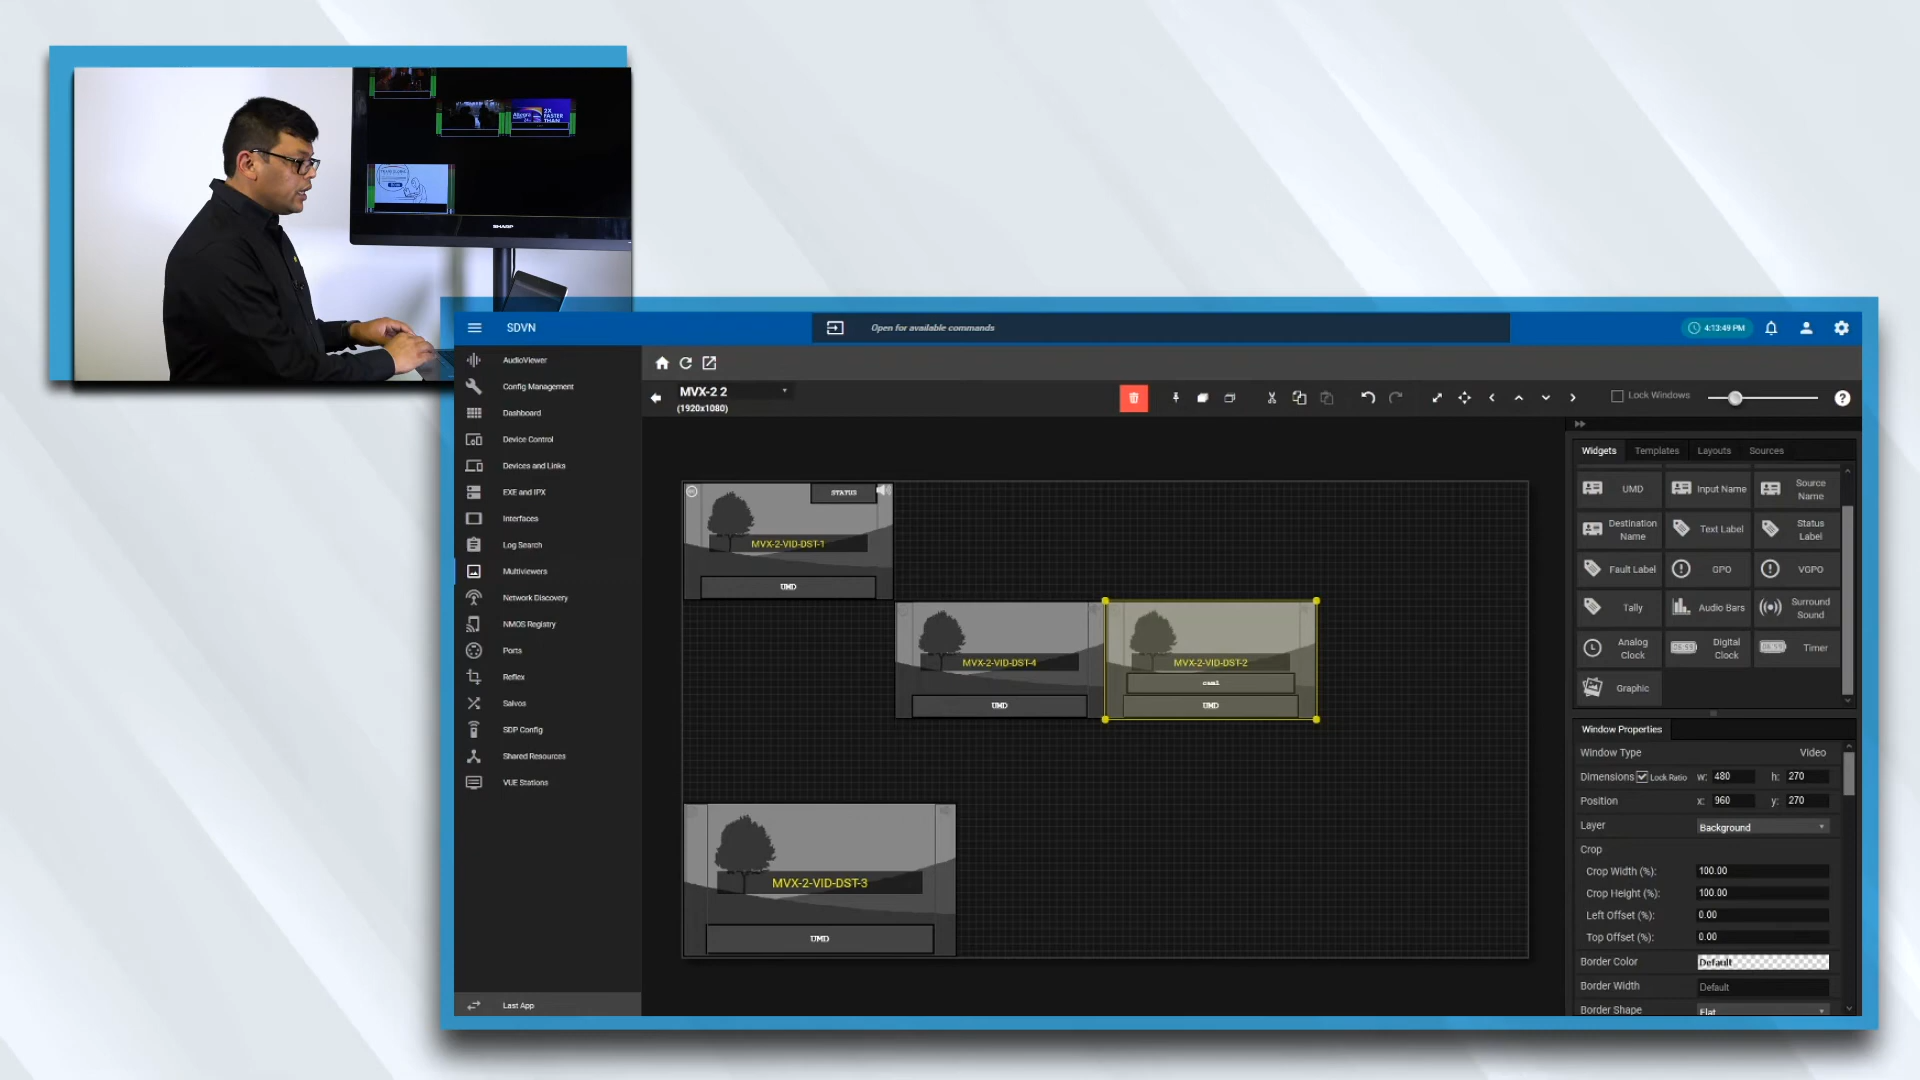 2X
FASTER
THAN
SHARP
SDVN
Open for available commands
4:13:49 PM
AudioViewer
Config Management
Dashboard
Device Control
Devices and Links
EXE and IPX
Interfaces
Log Search
Multiviewers
Network Discovery
NMOS Registry
Ports
Reflex
Salvos
SDP Config
Shared Resources
VUE Stations
Last App
MVX-2 2
(1920x1080)
Lock Windows
?
STATUS
MVX-2-VID-DST-1
UMD
MVX-2-VID-DST-4
UMD
MVX-2-VID-DST-2
cam1
UMD
MVX-2-VID-DST-3
UMD
Widgets Templates Layouts Sources
UMD Input Name Source Name
Destination Name Text Label Status Label
Fault Label GPO VGPO
Tally Audio Bars Surround Sound
Analog Clock Digital Clock Timer
Graphic
Window Properties
Window Type Video
Dimensions Lock Ratio w: 480 h: 270
Position x: 960 y: 270
Layer Background
Crop
Crop Width (%): 100.00
Crop Height (%): 100.00
Left Offset (%): 0.00
Top Offset (%): 0.00
Border Color Default
Border Width Default
Border Shape Flat